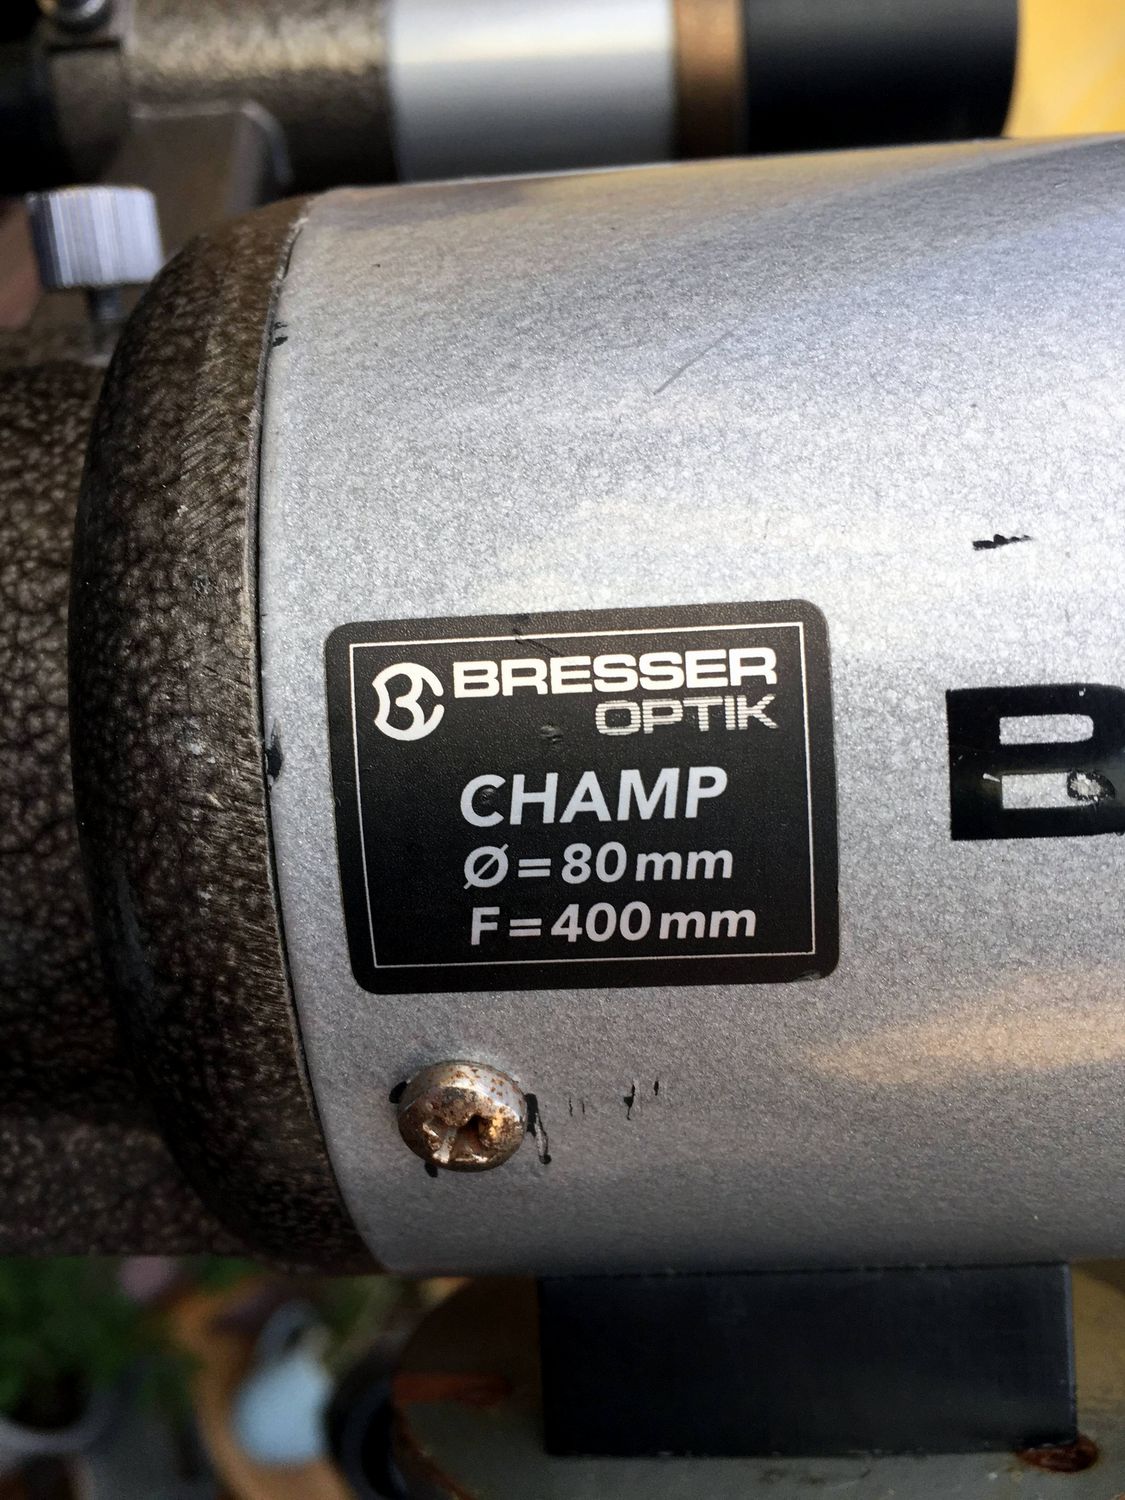 BRESSER
OPTIK
CHAMP
Ø=80mm
F=400mm
B